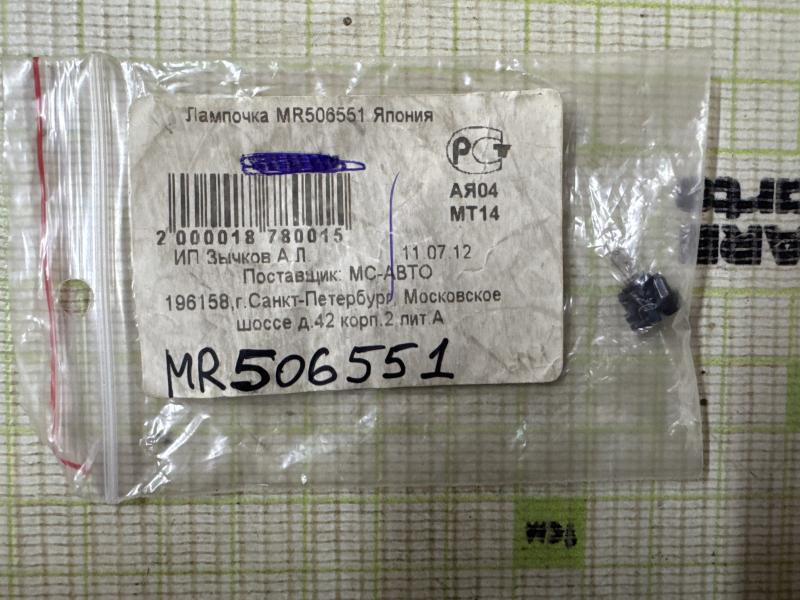 Лампочка MR506551 Япония
РСТ
АЯ04
МТ14
2 000018 780015
ИП Зычков А.Л.
11.07.12
Поставщик: МС-АВТО
196158,г.Санкт-Петербург, Московское
шоссе д.42 корп.2 лит.А
MR506551